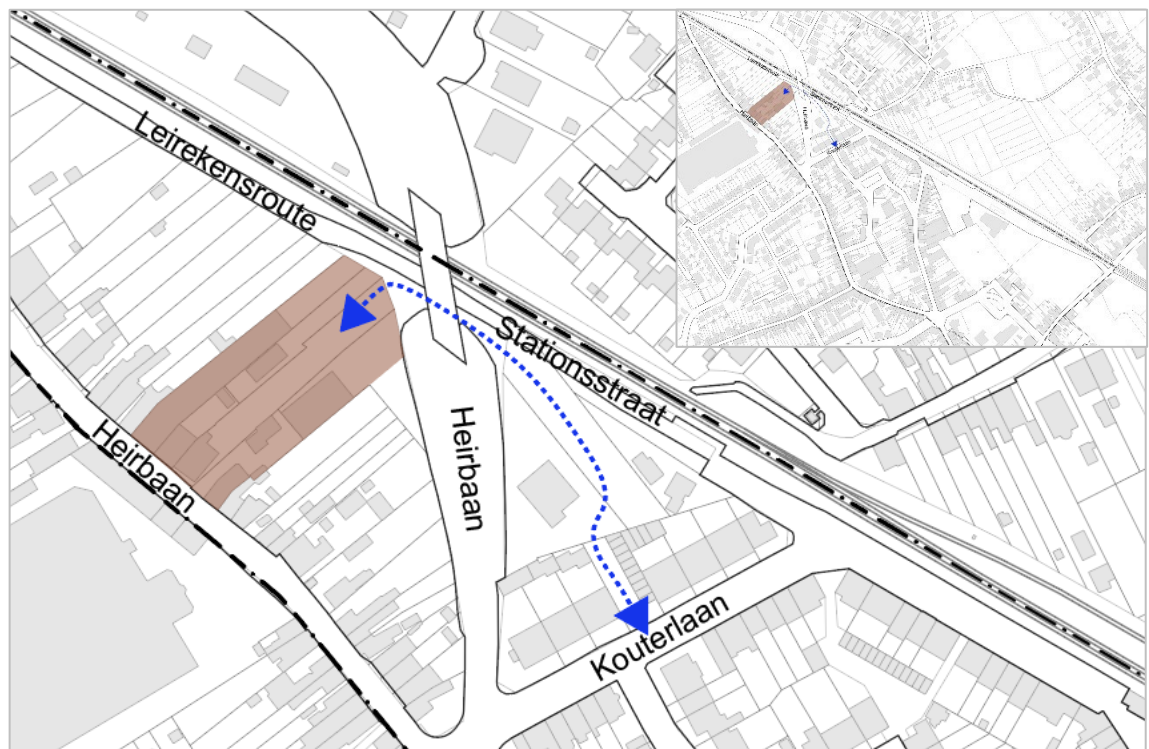 Leirekensroute
Stationsstraat
Heirbaan
Heirbaan
Kouterlaan